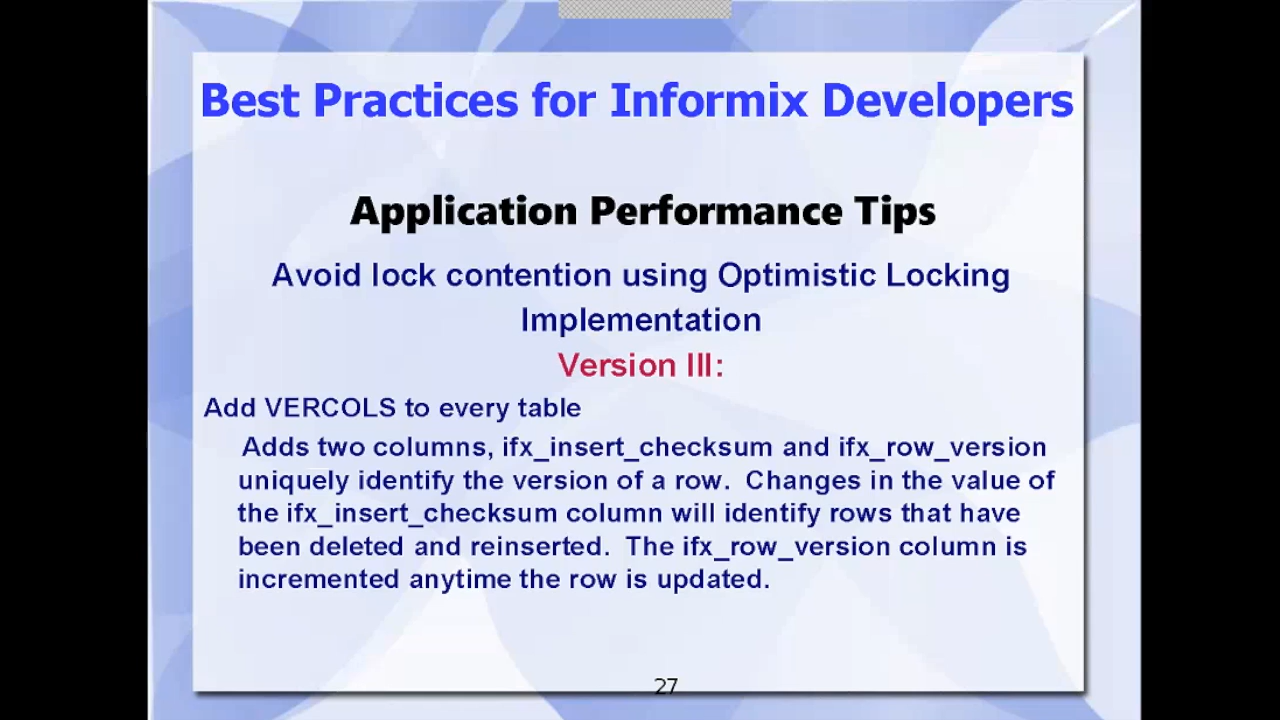 Best Practices for Informix Developers
Application Performance Tips
Avoid lock contention using Optimistic Locking
Implementation
Version III:
Add VERCOLS to every table
Adds two columns, ifx_insert_checksum and ifx_row_version
uniquely identify the version of a row.  Changes in the value of
the ifx_insert_checksum column will identify rows that have
been deleted and reinserted.  The ifx_row_version column is
incremented anytime the row is updated.
27